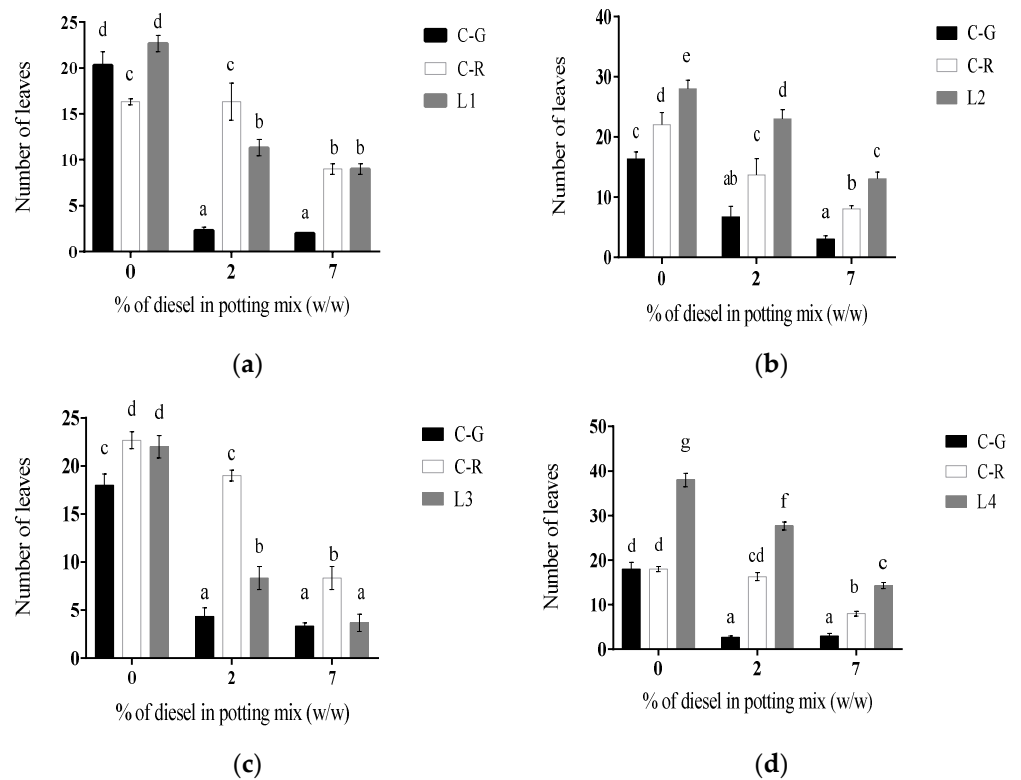 25
20
15
10
5
0
Number of leaves
d
c
d
a
c
b
a
b
b
0
2
7
% of diesel in potting mix (w/w)
C-G
C-R
L1
(a)
40
30
20
10
0
Number of leaves
c
d
e
ab
c
d
a
b
c
0
2
7
% of diesel in potting mix (w/w)
C-G
C-R
L2
(b)
25
20
15
10
5
0
Number of leaves
c
d
d
a
c
b
a
b
a
0
2
7
% of diesel in potting mix (w/w)
C-G
C-R
L3
(c)
50
40
30
20
10
0
Number of leaves
d
d
g
a
cd
f
a
b
c
0
2
7
% of diesel in potting mix (w/w)
C-G
C-R
L4
(d)